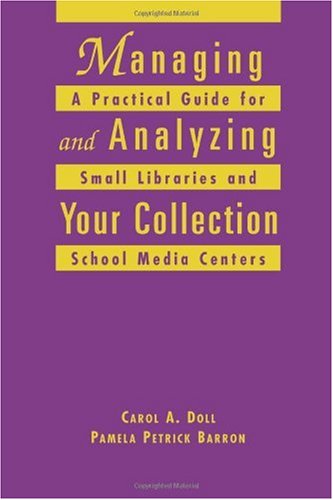 Managing
A Practical Guide for
and Analyzing
Small Libraries and
Your Collection
School Media Centers
Carol A. Doll
Pamela Petrick Barron